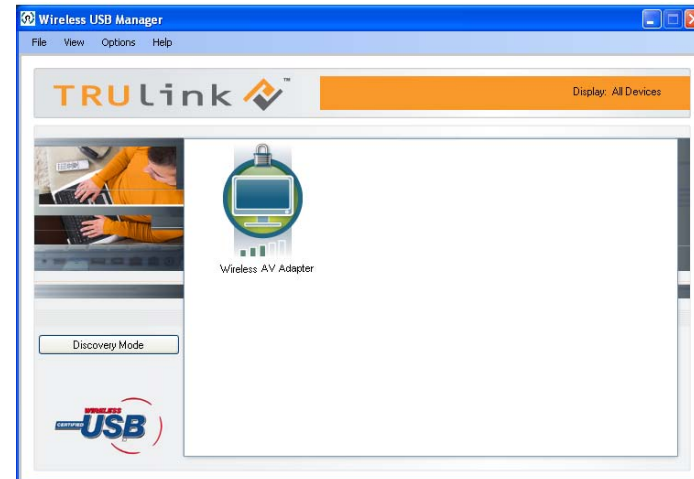 Wireless USB Manager
File View Options Help
TRULink ™
Display: All Devices
Wireless AV Adapter
Discovery Mode
CERTIFIED WIRELESS USB